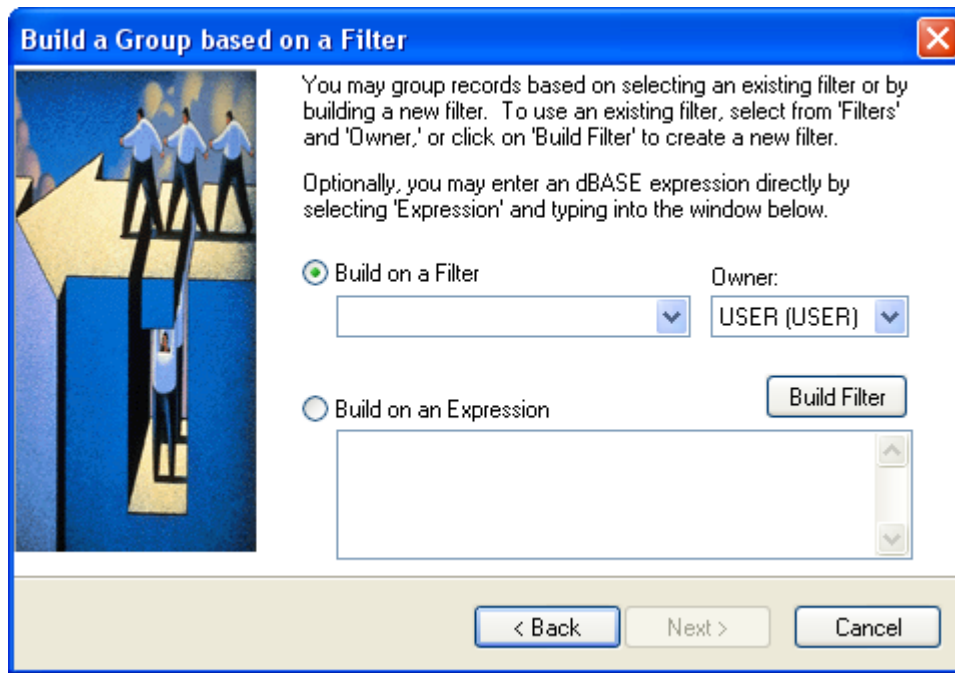 Build a Group based on a Filter
You may group records based on selecting an existing filter or by
building a new filter.  To use an existing filter, select from 'Filters'
and 'Owner,' or click on 'Build Filter' to create a new filter.
Optionally, you may enter an dBASE expression directly by
selecting 'Expression' and typing into the window below.
Build on a Filter
Owner:
USER (USER)
Build Filter
Build on an Expression
< Back
Next >
Cancel